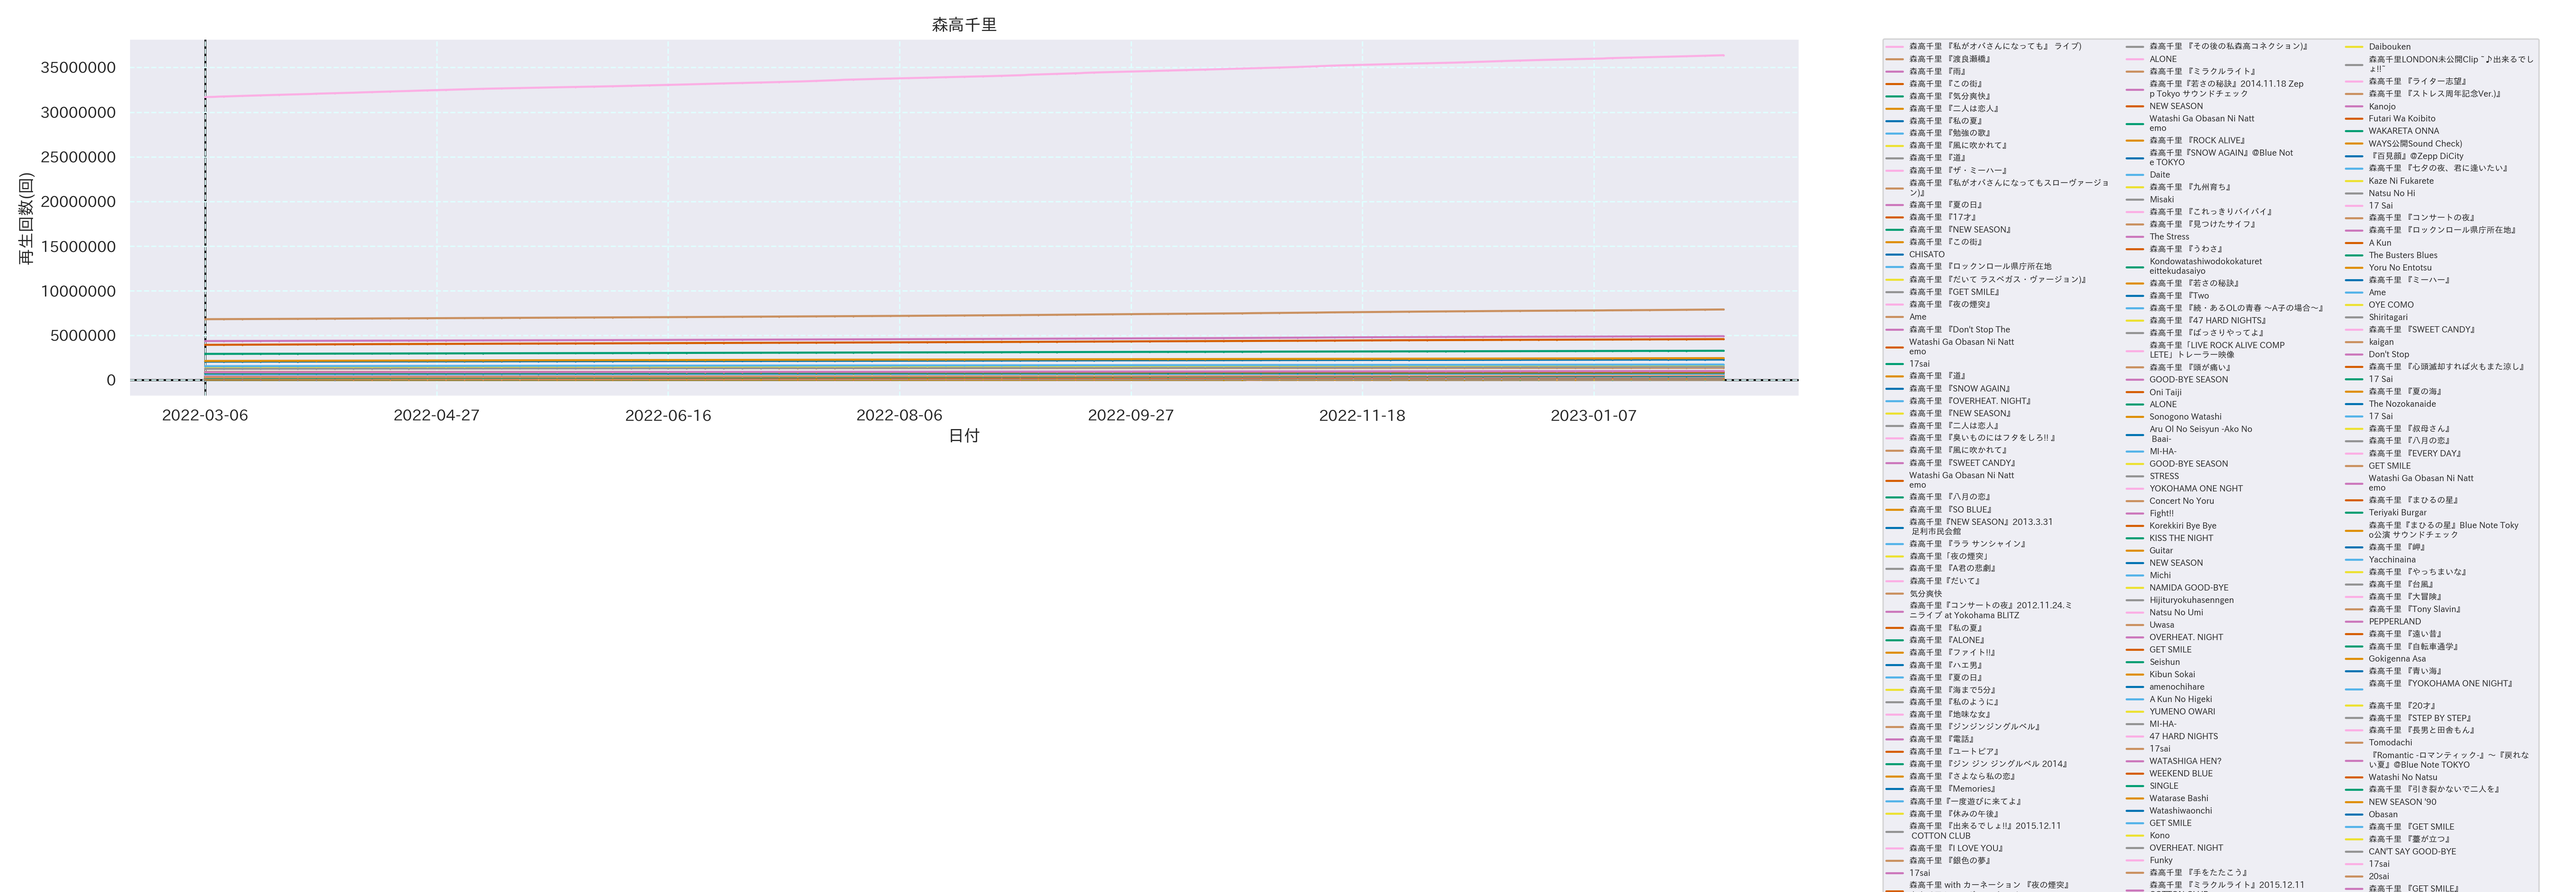 森高千里
35000000
30000000
25000000
20000000
15000000
10000000
5000000
0
再生回数(回)
2022-03-06
2022-04-27
2022-06-16
2022-08-06
2022-09-27
2022-11-18
2023-01-07
日付
森高千里 『私がオバさんになっても』 ライブ)
森高千里 『渡良瀬橋』
森高千里 『雨』
森高千里 『この街』
森高千里 『気分爽快』
森高千里 『二人は恋人』
森高千里 『私の夏』
森高千里 『勉強の歌』
森高千里 『風に吹かれて』
森高千里 『道』
森高千里 『ザ・ミーハー』
森高千里 『私がオバさんになってもスローヴァージョ
ン)』
森高千里 『夏の日』
森高千里 『17才』
森高千里 『NEW SEASON』
森高千里 『この街』
CHISATO
森高千里 『ロックンロール県庁所在地
森高千里 『だいて ラスベガス・ヴァージョン)』
森高千里 『GET SMILE』
森高千里 『夜の煙突』
Ame
森高千里 『Don't Stop The
Watashi Ga Obasan Ni Natt
emo
17sai
森高千里 『道』
森高千里 『SNOW AGAIN』
森高千里 『OVERHEAT. NIGHT』
森高千里 『NEW SEASON』
森高千里 『二人は恋人』
森高千里 『臭いものにはフタをしろ!! 』
森高千里 『風に吹かれて』
森高千里 『SWEET CANDY』
Watashi Ga Obasan Ni Natt
emo
森高千里 『八月の恋』
森高千里 『SO BLUE』
森高千里『NEW SEASON』2013.3.31
足利市民会館
森高千里 『ララ サンシャイン』
森高千里「夜の煙突」
森高千里 『A君の悲劇』
森高千里 『だいて』
気分爽快
森高千里『コンサートの夜』2012.11.24.ミ
ニライブ at Yokohama BLITZ
森高千里 『私の夏』
森高千里 『ALONE』
森高千里 『ファイト!!』
森高千里 『ハエ男』
森高千里 『夏の日』
森高千里 『海まで5分』
森高千里 『私のように』
森高千里 『地味な女』
森高千里 『ジンジンジングルベル』
森高千里 『電話』
森高千里 『ユートピア』
森高千里 『ジン ジン ジングルベル 2014』
森高千里 『さよなら私の恋』
森高千里 『Memories』
森高千里『一度遊びに来てよ』
森高千里 『休みの午後』
森高千里 『出来るでしょ!!』2015.12.11
COTTON CLUB
森高千里 『I LOVE YOU』
森高千里 『銀色の夢』
17sai
森高千里 with カーネーション 『夜の煙突』
森高千里 『その後の私森高コネクション)』
ALONE
森高千里 『ミラクルライト』
森高千里『若さの秘訣』2014.11.18 Zep
p Tokyo サウンドチェック
NEW SEASON
Watashi Ga Obasan Ni Natt
emo
森高千里 『ROCK ALIVE』
森高千里『SNOW AGAIN』@Blue Not
e TOKYO
Daite
森高千里 『九州育ち』
Misaki
森高千里 『これっきりバイバイ』
森高千里 『見つけたサイフ』
The Stress
森高千里 『うわさ』
Kondowatashiwodokokaturet
eittekudasaiyo
森高千里 『若さの秘訣』
森高千里 『Two
森高千里 『続・あるOLの青春 〜A子の場合〜』
森高千里 『47 HARD NIGHTS』
森高千里 『ばっさりやってよ』
森高千里「LIVE ROCK ALIVE COMP
LETE」トレーラー映像
森高千里 『頭が痛い』
GOOD-BYE SEASON
Oni Taiji
ALONE
Sonogono Watashi
Aru Ol No Seisyun -Ako No
Baai-
MI-HA-
GOOD-BYE SEASON
STRESS
YOKOHAMA ONE NGHT
Concert No Yoru
Fight!!
Korekkiri Bye Bye
KISS THE NIGHT
Guitar
NEW SEASON
Michi
NAMIDA GOOD-BYE
Hijituryokuhasenngen
Natsu No Umi
Uwasa
OVERHEAT. NIGHT
GET SMILE
Seishun
Kibun Sokai
amenochihare
A Kun No Higeki
YUMENO OWARI
MI-HA-
47 HARD NIGHTS
17sai
WATASHIGA HEN?
WEEKEND BLUE
SINGLE
Watarase Bashi
Watashiwaonchi
GET SMILE
Kono
OVERHEAT. NIGHT
Funky
森高千里 『手をたたこう』
森高千里 『ミラクルライト』2015.12.11
Daibouken
森高千里LONDON未公開Clip ~♪出来るでし
ょ!!~
森高千里 『ライター志望』
森高千里 『ストレス周年記念Ver.)』
Kanojo
Futari Wa Koibito
WAKARETA ONNA
WAYS公開Sound Check)
『百見顔』@Zepp DiCity
森高千里 『七夕の夜、君に逢いたい』
Kaze Ni Fukarete
Natsu No Hi
17 Sai
森高千里 『コンサートの夜』
森高千里 『ロックンロール県庁所在地』
A Kun
The Busters Blues
Yoru No Entotsu
森高千里 『ミーハー』
Ame
OYE COMO
Shiritagari
森高千里 『SWEET CANDY』
kaigan
Don't Stop
森高千里 『心頭滅却すれば火もまた涼し』
17 Sai
森高千里 『夏の海』
The Nozokanaide
17 Sai
森高千里 『叔母さん』
森高千里 『八月の恋』
森高千里 『EVERY DAY』
GET SMILE
Watashi Ga Obasan Ni Natt
emo
森高千里 『まひるの星』
Teriyaki Burgar
森高千里『まひるの星』Blue Note Toky
o公演 サウンドチェック
森高千里 『岬』
Yacchinaina
森高千里 『やっちまいな』
森高千里 『台風』
森高千里 『大冒険』
森高千里 『Tony Slavin』
PEPPERLAND
森高千里 『遠い昔』
森高千里 『自転車通学』
Gokigenna Asa
森高千里 『青い海』
森高千里 『YOKOHAMA ONE NIGHT』
森高千里 『20才』
森高千里 『STEP BY STEP』
森高千里 『長男と田舎もん』
Tomodachi
『Romantic -ロマンティック-』〜『戻れな
い夏』@Blue Note TOKYO
Watashi No Natsu
森高千里 『引き裂かないで二人を』
NEW SEASON '90
Obasan
森高千里 『GET SMILE
森高千里 『薹が立つ』
CAN'T SAY GOOD-BYE
17sai
20sai
森高千里 『GET SMILE』